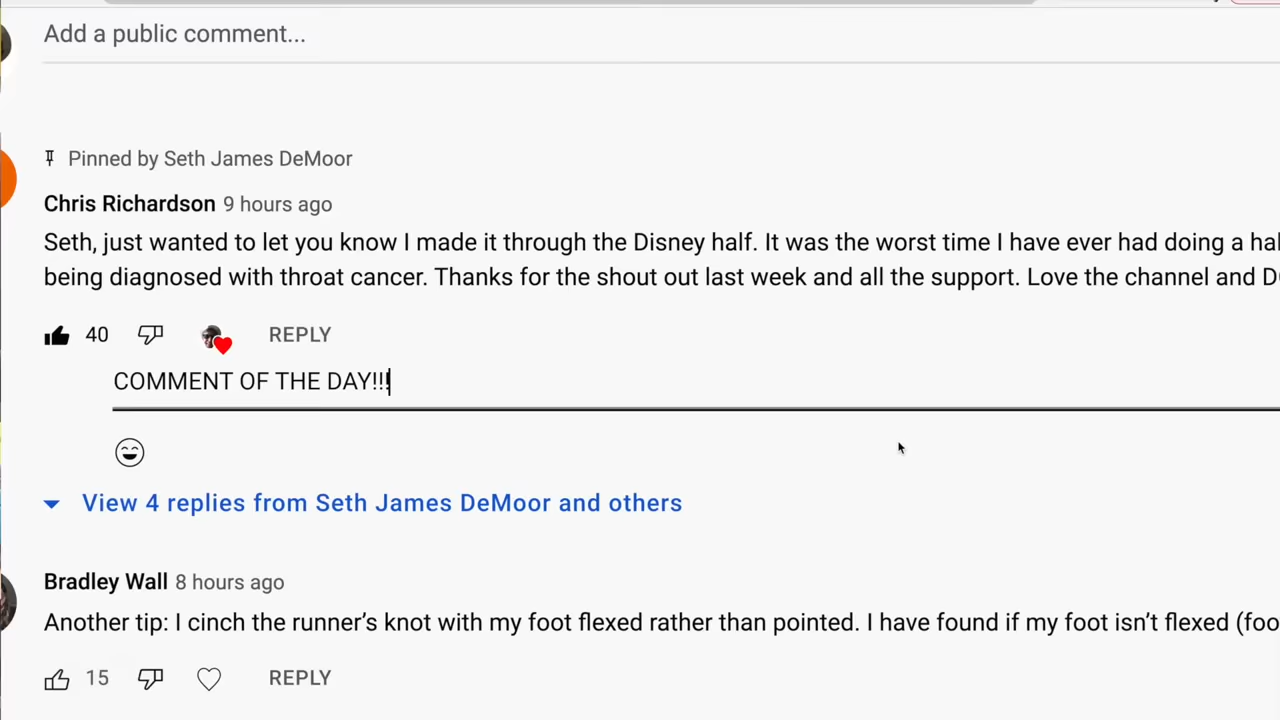 Add a public comment...
Pinned by Seth James DeMoor
Chris Richardson 9 hours ago
Seth, just wanted to let you know I made it through the Disney half. It was the worst time I have ever had doing a
being diagnosed with throat cancer. Thanks for the shout out last week and all the support. Love the channel and
40 REPLY
COMMENT OF THE DAY!!!
View 4 replies from Seth James DeMoor and others
Bradley Wall 8 hours ago
Another tip: I cinch the runner’s knot with my foot flexed rather than pointed. I have found if my foot isn’t flexed
15 REPLY